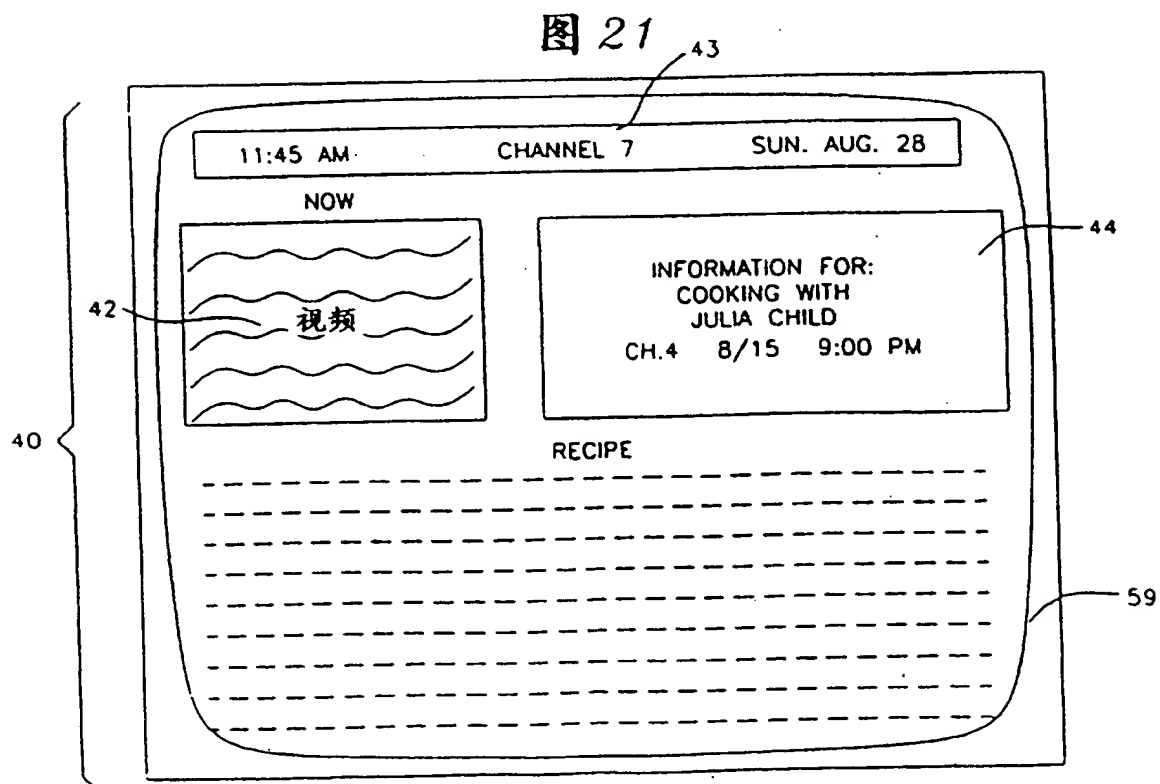 图 21
43
11:45 AM CHANNEL 7 SUN. AUG. 28
NOW
44
INFORMATION FOR:
COOKING WITH
JULIA CHILD
CH.4 8/15 9:00 PM
42
视频
40
RECIPE
59